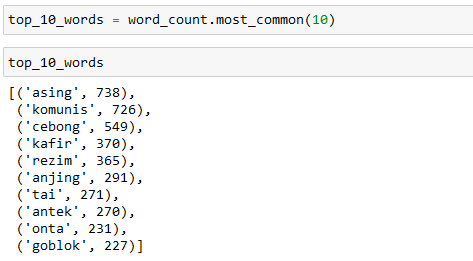 top_10_words = word_count.most_common(10)
top_10_words
[('asing', 738),
('komunis', 726),
('cebong', 549),
('kafir', 370),
('rezim', 365),
('anjing', 291),
('tai', 271),
('antek', 270),
('onta', 231),
('goblok', 227)]